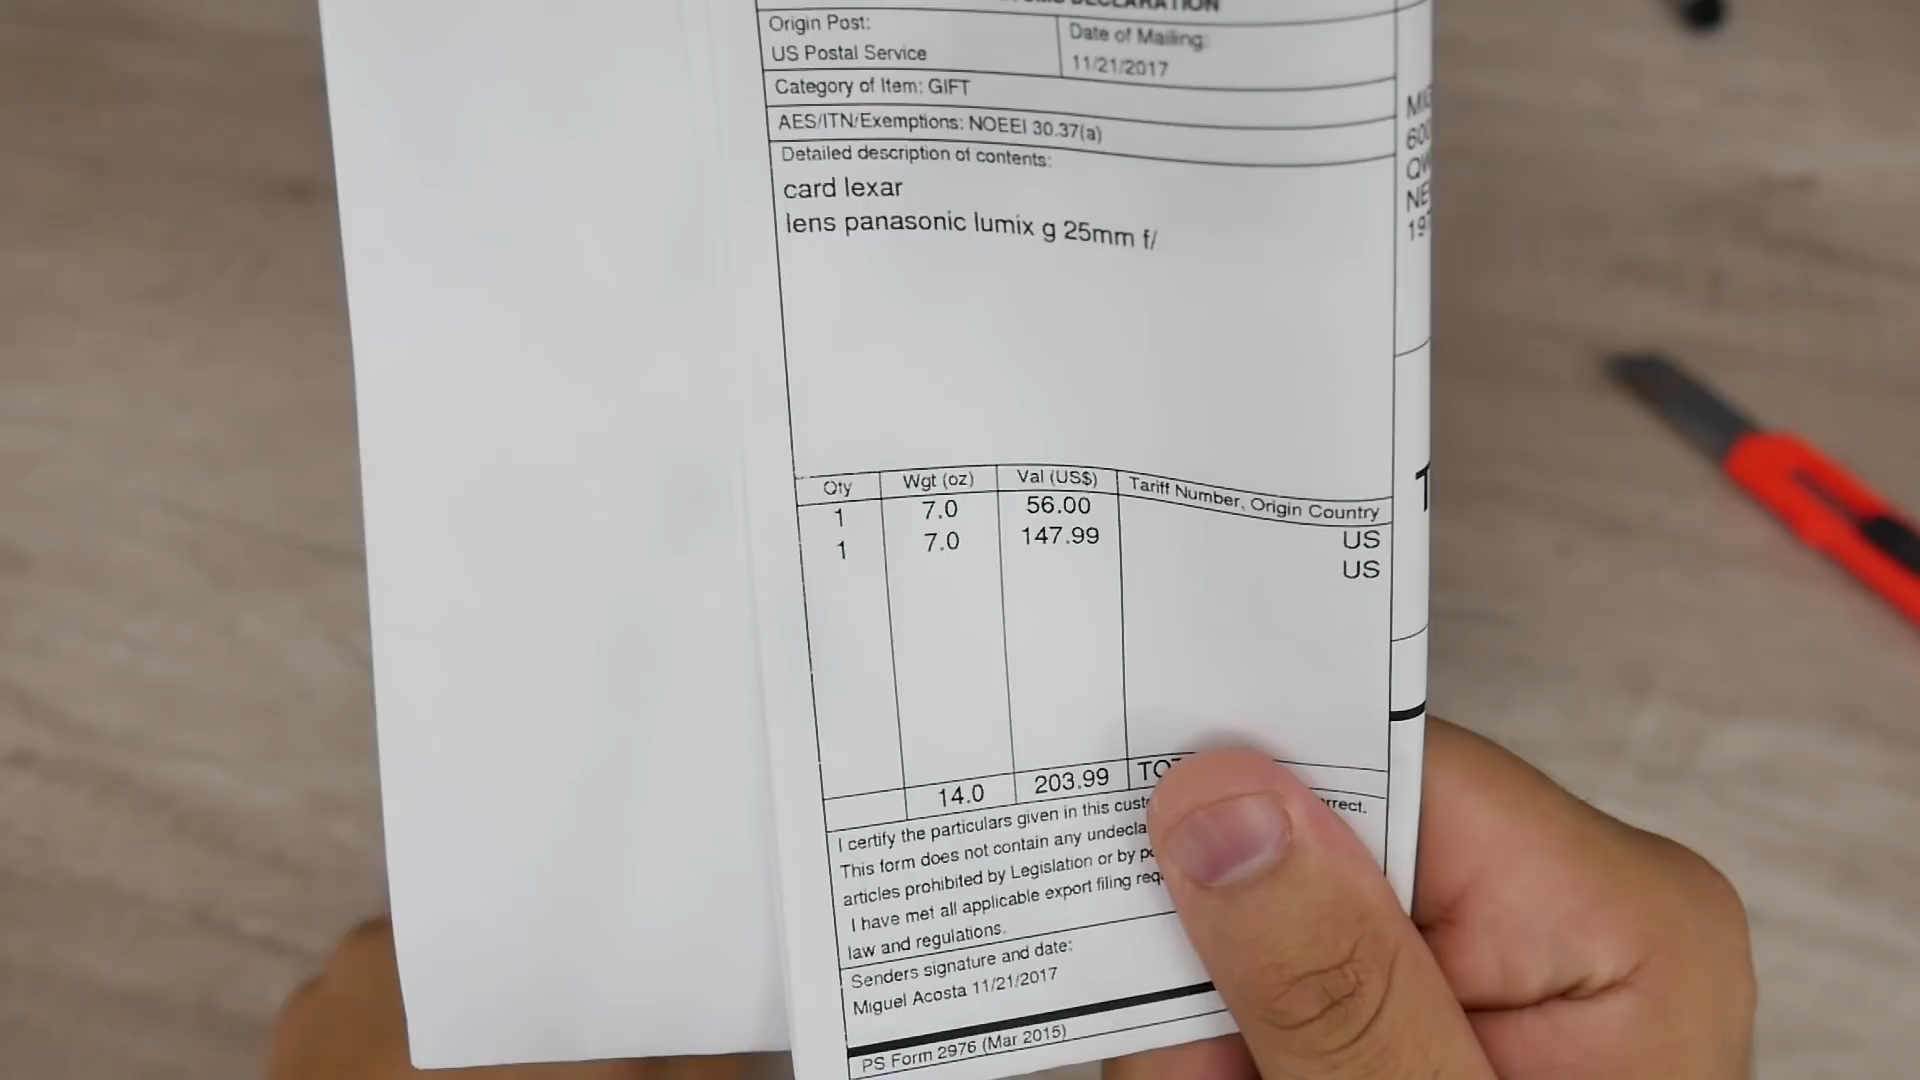 DECLARATION
Origin Post:
US Postal Service
Date of Mailing:
11/21/2017
Category of Item: GIFT
AES/ITN/Exemptions: NOEEI 30.37(a)
Detailed description of contents:
card lexar
lens panasonic lumix g 25mm f/
Qty Wgt (oz) Val (US$) Tariff Number, Origin Country
1 7.0 56.00 US
1 7.0 147.99 US
14.0 203.99
I certify the particulars given in this rrect.
This form does not contain any
articles prohibited by Legislation or by
I have met all applicable export filing
law and regulations.
Senders signature and date:
Miguel Acosta 11/21/2017
PS Form 2976 (Mar 2015)
600
NE
197
T